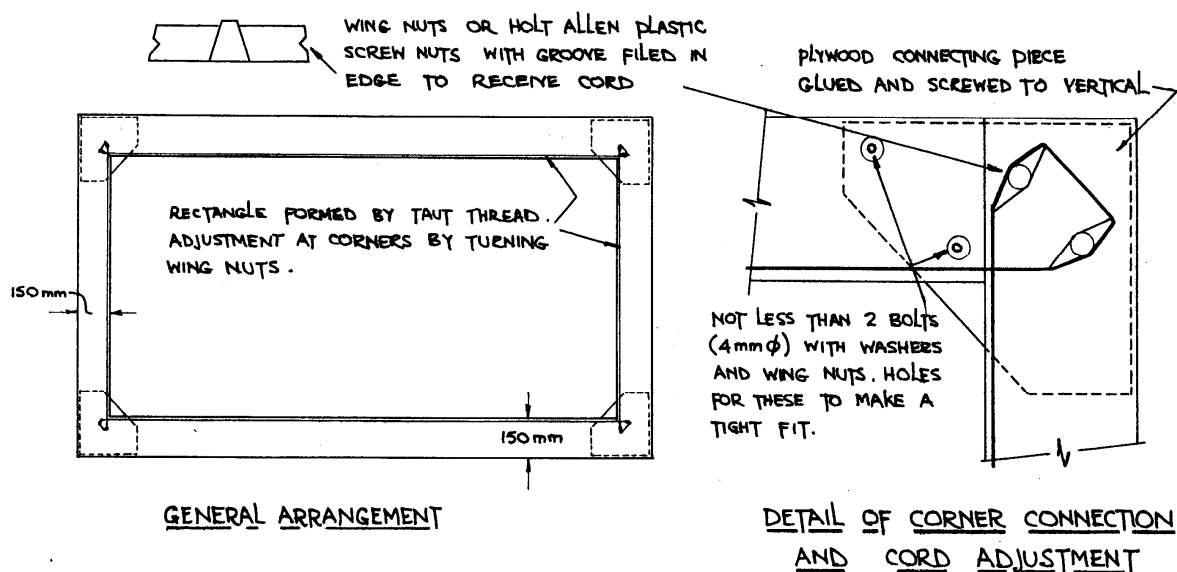 WING NUTS OR HOLT ALLEN PLASTIC
SCREW NUTS WITH GROOVE FILED IN
EDGE TO RECEIVE CORD
PLYWOOD CONNECTING PIECE
GLUED AND SCREWED TO VERTICAL
RECTANGLE FORMED BY TAUT THREAD.
ADJUSTMENT AT CORNERS BY TURNING
WING NUTS.
150mm
150mm
NOT LESS THAN 2 BOLTS
(4mmϕ) WITH WASHERS
AND WING NUTS. HOLES
FOR THESE TO MAKE A
TIGHT FIT.
GENERAL ARRANGEMENT
DETAIL OF CORNER CONNECTION
AND CORD ADJUSTMENT